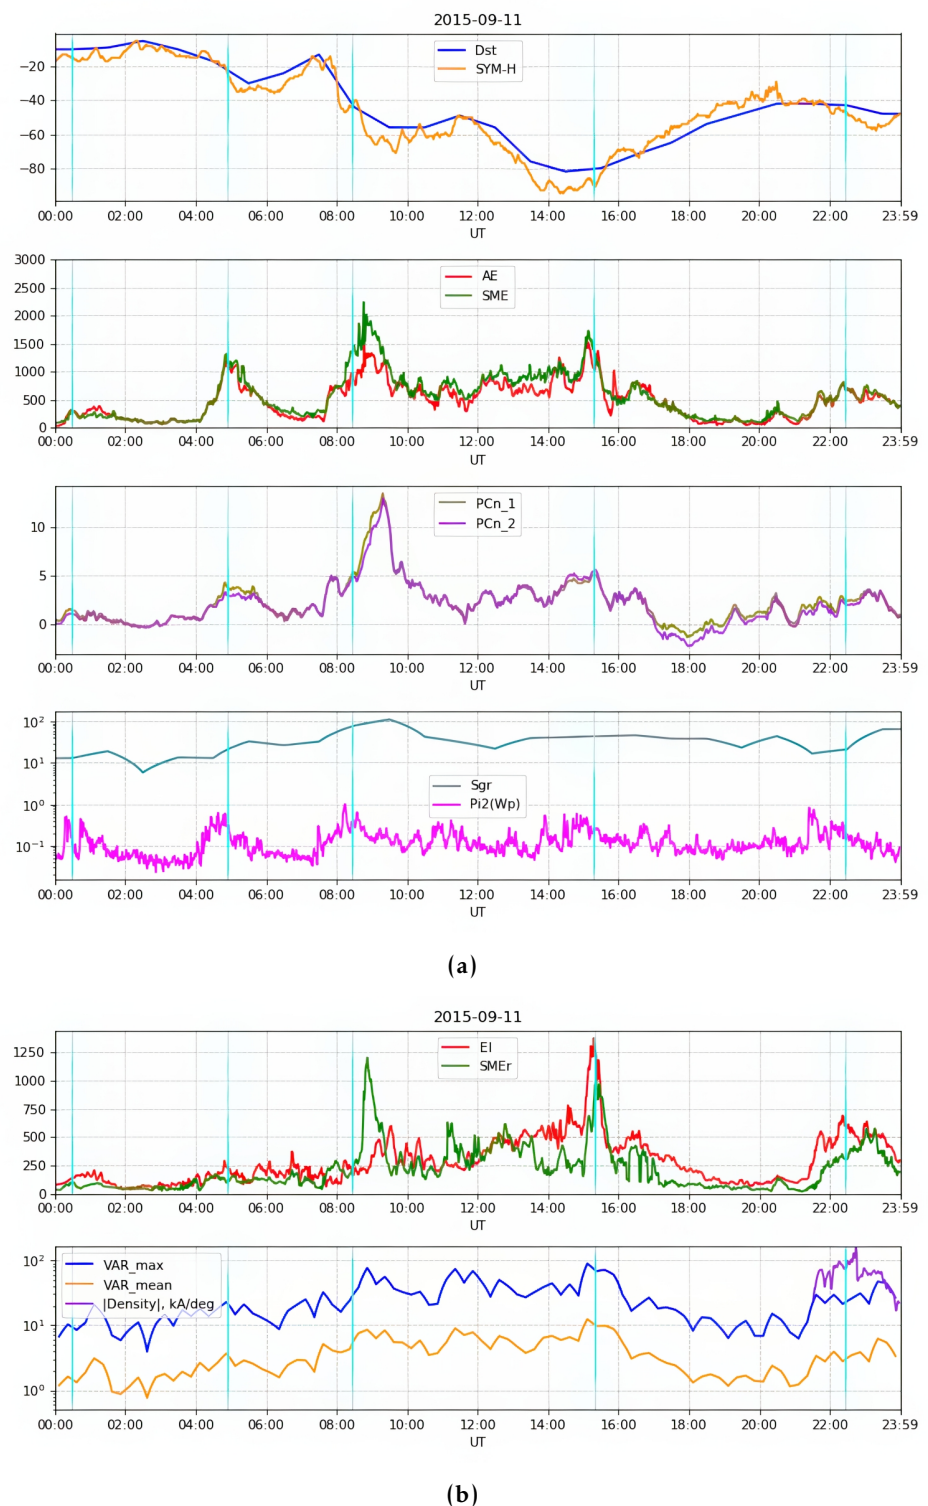 2015-09-11
Dst
SYM-H
−20
−40
−60
−80
00:00 02:00 04:00 06:00 08:00 10:00 12:00 14:00 16:00 18:00 20:00 22:00 23:59
UT
AE
SME
3000
2500
2000
1500
1000
500
0
00:00 02:00 04:00 06:00 08:00 10:00 12:00 14:00 16:00 18:00 20:00 22:00 23:59
UT
PCn_1
PCn_2
10
5
0
00:00 02:00 04:00 06:00 08:00 10:00 12:00 14:00 16:00 18:00 20:00 22:00 23:59
UT
10²
10¹
10⁰
10⁻¹
Sgr
Pi2(Wp)
00:00 02:00 04:00 06:00 08:00 10:00 12:00 14:00 16:00 18:00 20:00 22:00 23:59
UT
(a)
2015-09-11
EI
SMEr
1250
1000
750
500
250
0
00:00 02:00 04:00 06:00 08:00 10:00 12:00 14:00 16:00 18:00 20:00 22:00 23:59
UT
VAR_max
VAR_mean
|Density|, kA/deg
10²
10¹
10⁰
00:00 02:00 04:00 06:00 08:00 10:00 12:00 14:00 16:00 18:00 20:00 22:00 23:59
UT
(b)